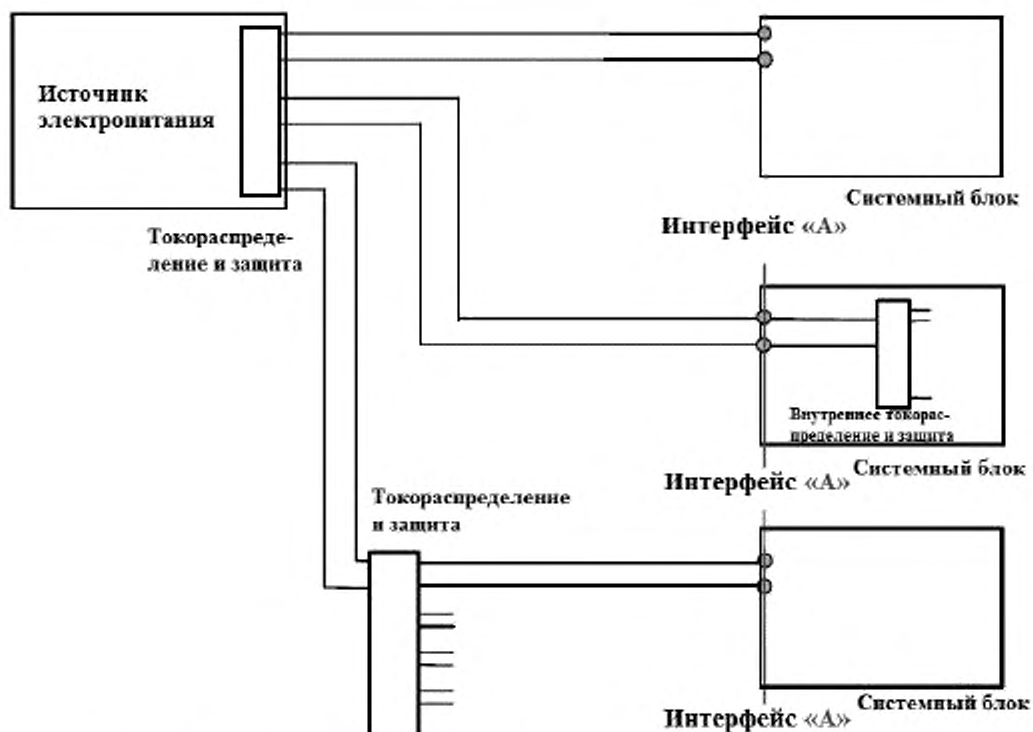 Источник
электропитания
Токораспреде-
ление и защита
Системный блок
Интерфейс «А»
Внутреннее токорас-
пределение и защита
Системный блок
Интерфейс «А»
Токораспределение
и защита
Системный блок
Интерфейс «А»